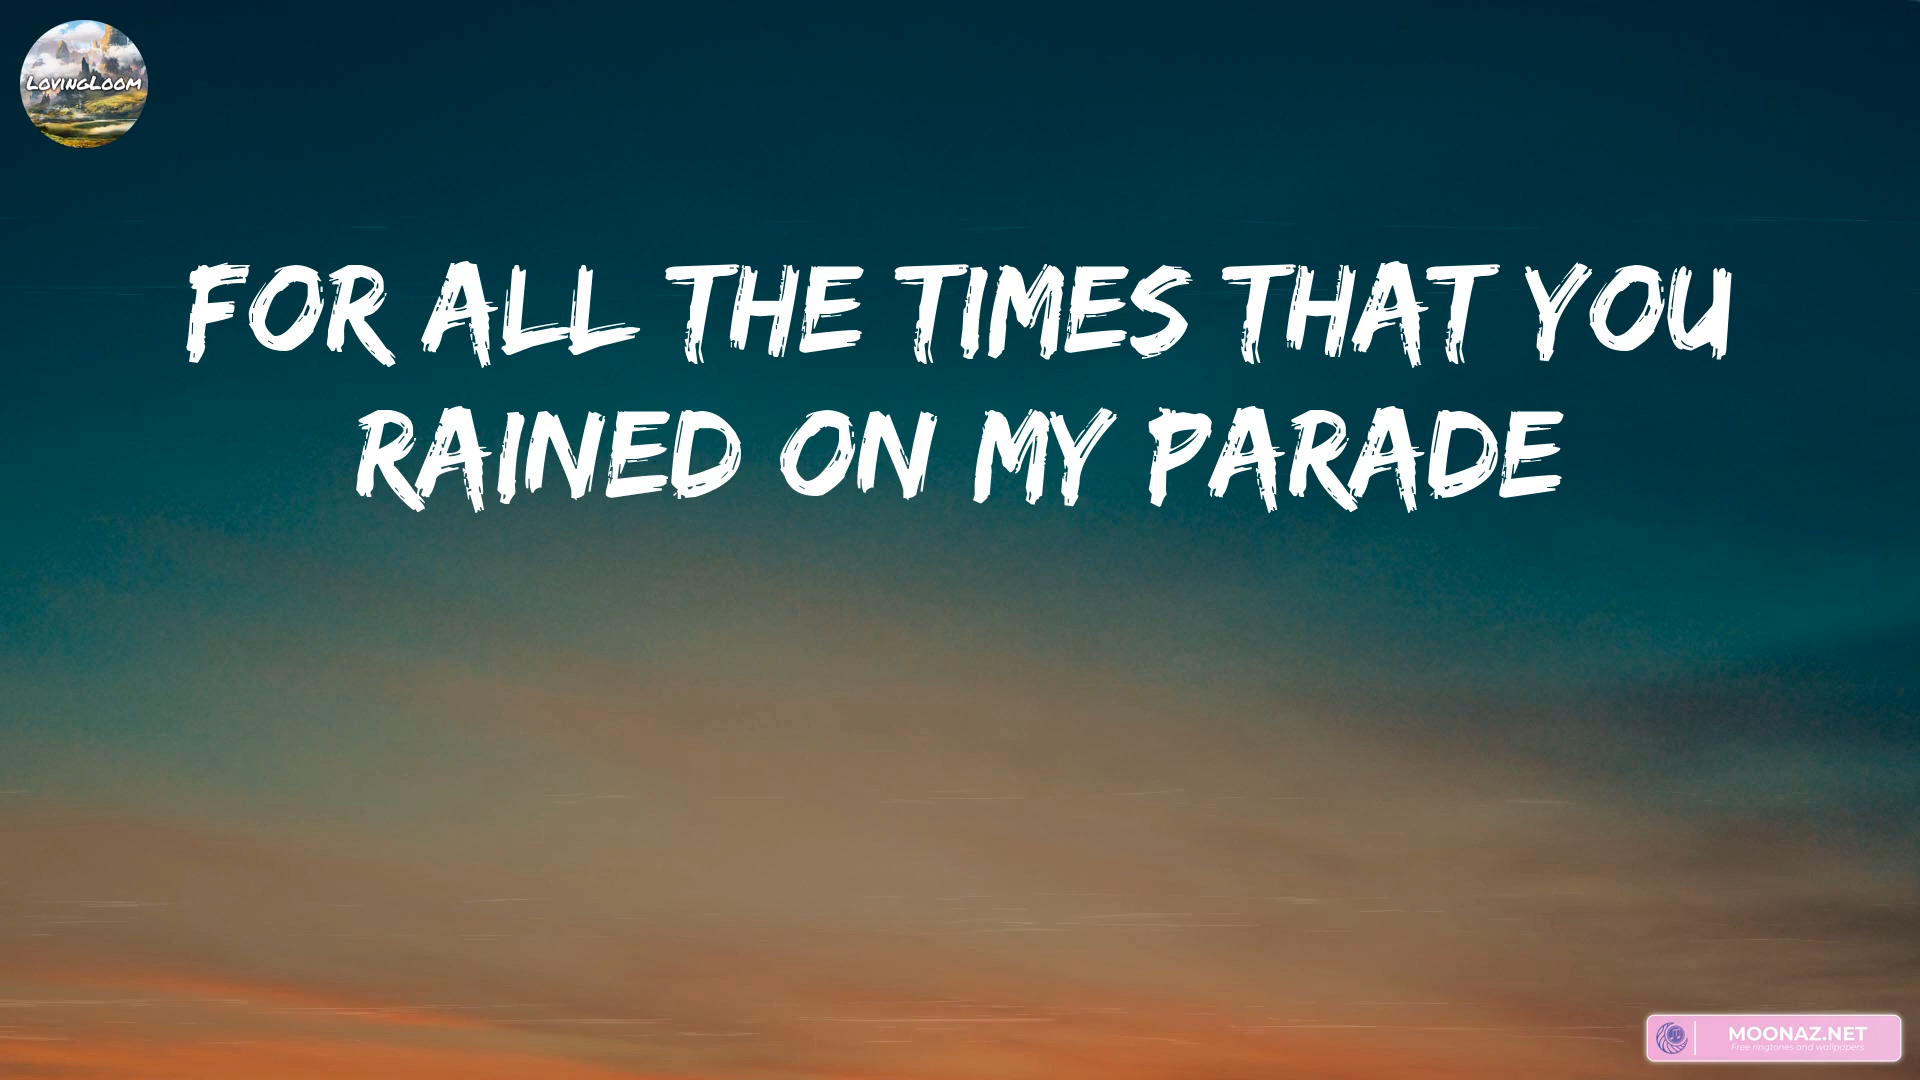 LovingLoom
FOR ALL THE TIMES THAT YOU
RAINED ON MY PARADE
MOONAZ.NET
Free ringtones and wallpapers